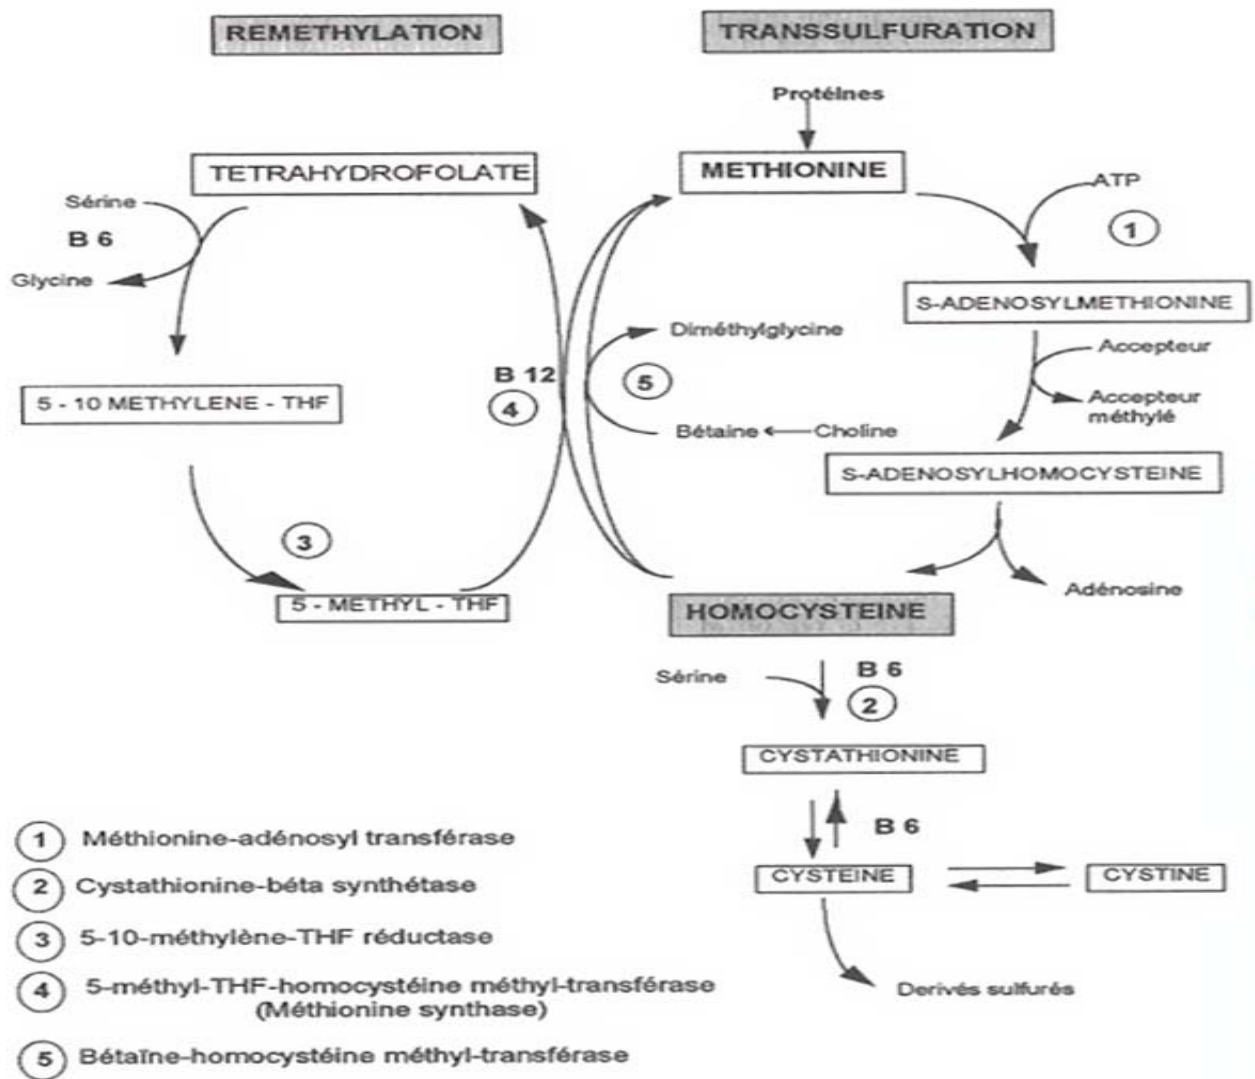 REMETHYLATION
TRANSSULFURATION
Protéines
TETRAHYDROFOLATE
METHIONINE
Sérine
B 6
Glycine
ATP
1
S-ADENOSYLMETHIONINE
Diméthylglycine
Accepteur
B 12
4
5
5 - 10 METHYLENE - THF
Accepteur
méthylé
Bétaine
Choline
S-ADENOSYLHOMOCYSTEINE
3
5 - METHYL - THF
Adénosine
HOMOCYSTEINE
Sérine
B 6
2
CYSTATHIONINE
B 6
CYSTEINE
CYSTINE
Derivés sulfurés
1 Méthionine-adénosyl transférase
2 Cystathionine-béta synthétase
3 5-10-méthylène-THF réductase
4 5-méthyl-THF-homocystéine méthyl-transférase
(Méthionine synthase)
5 Bétaïne-homocystéine méthyl-transférase